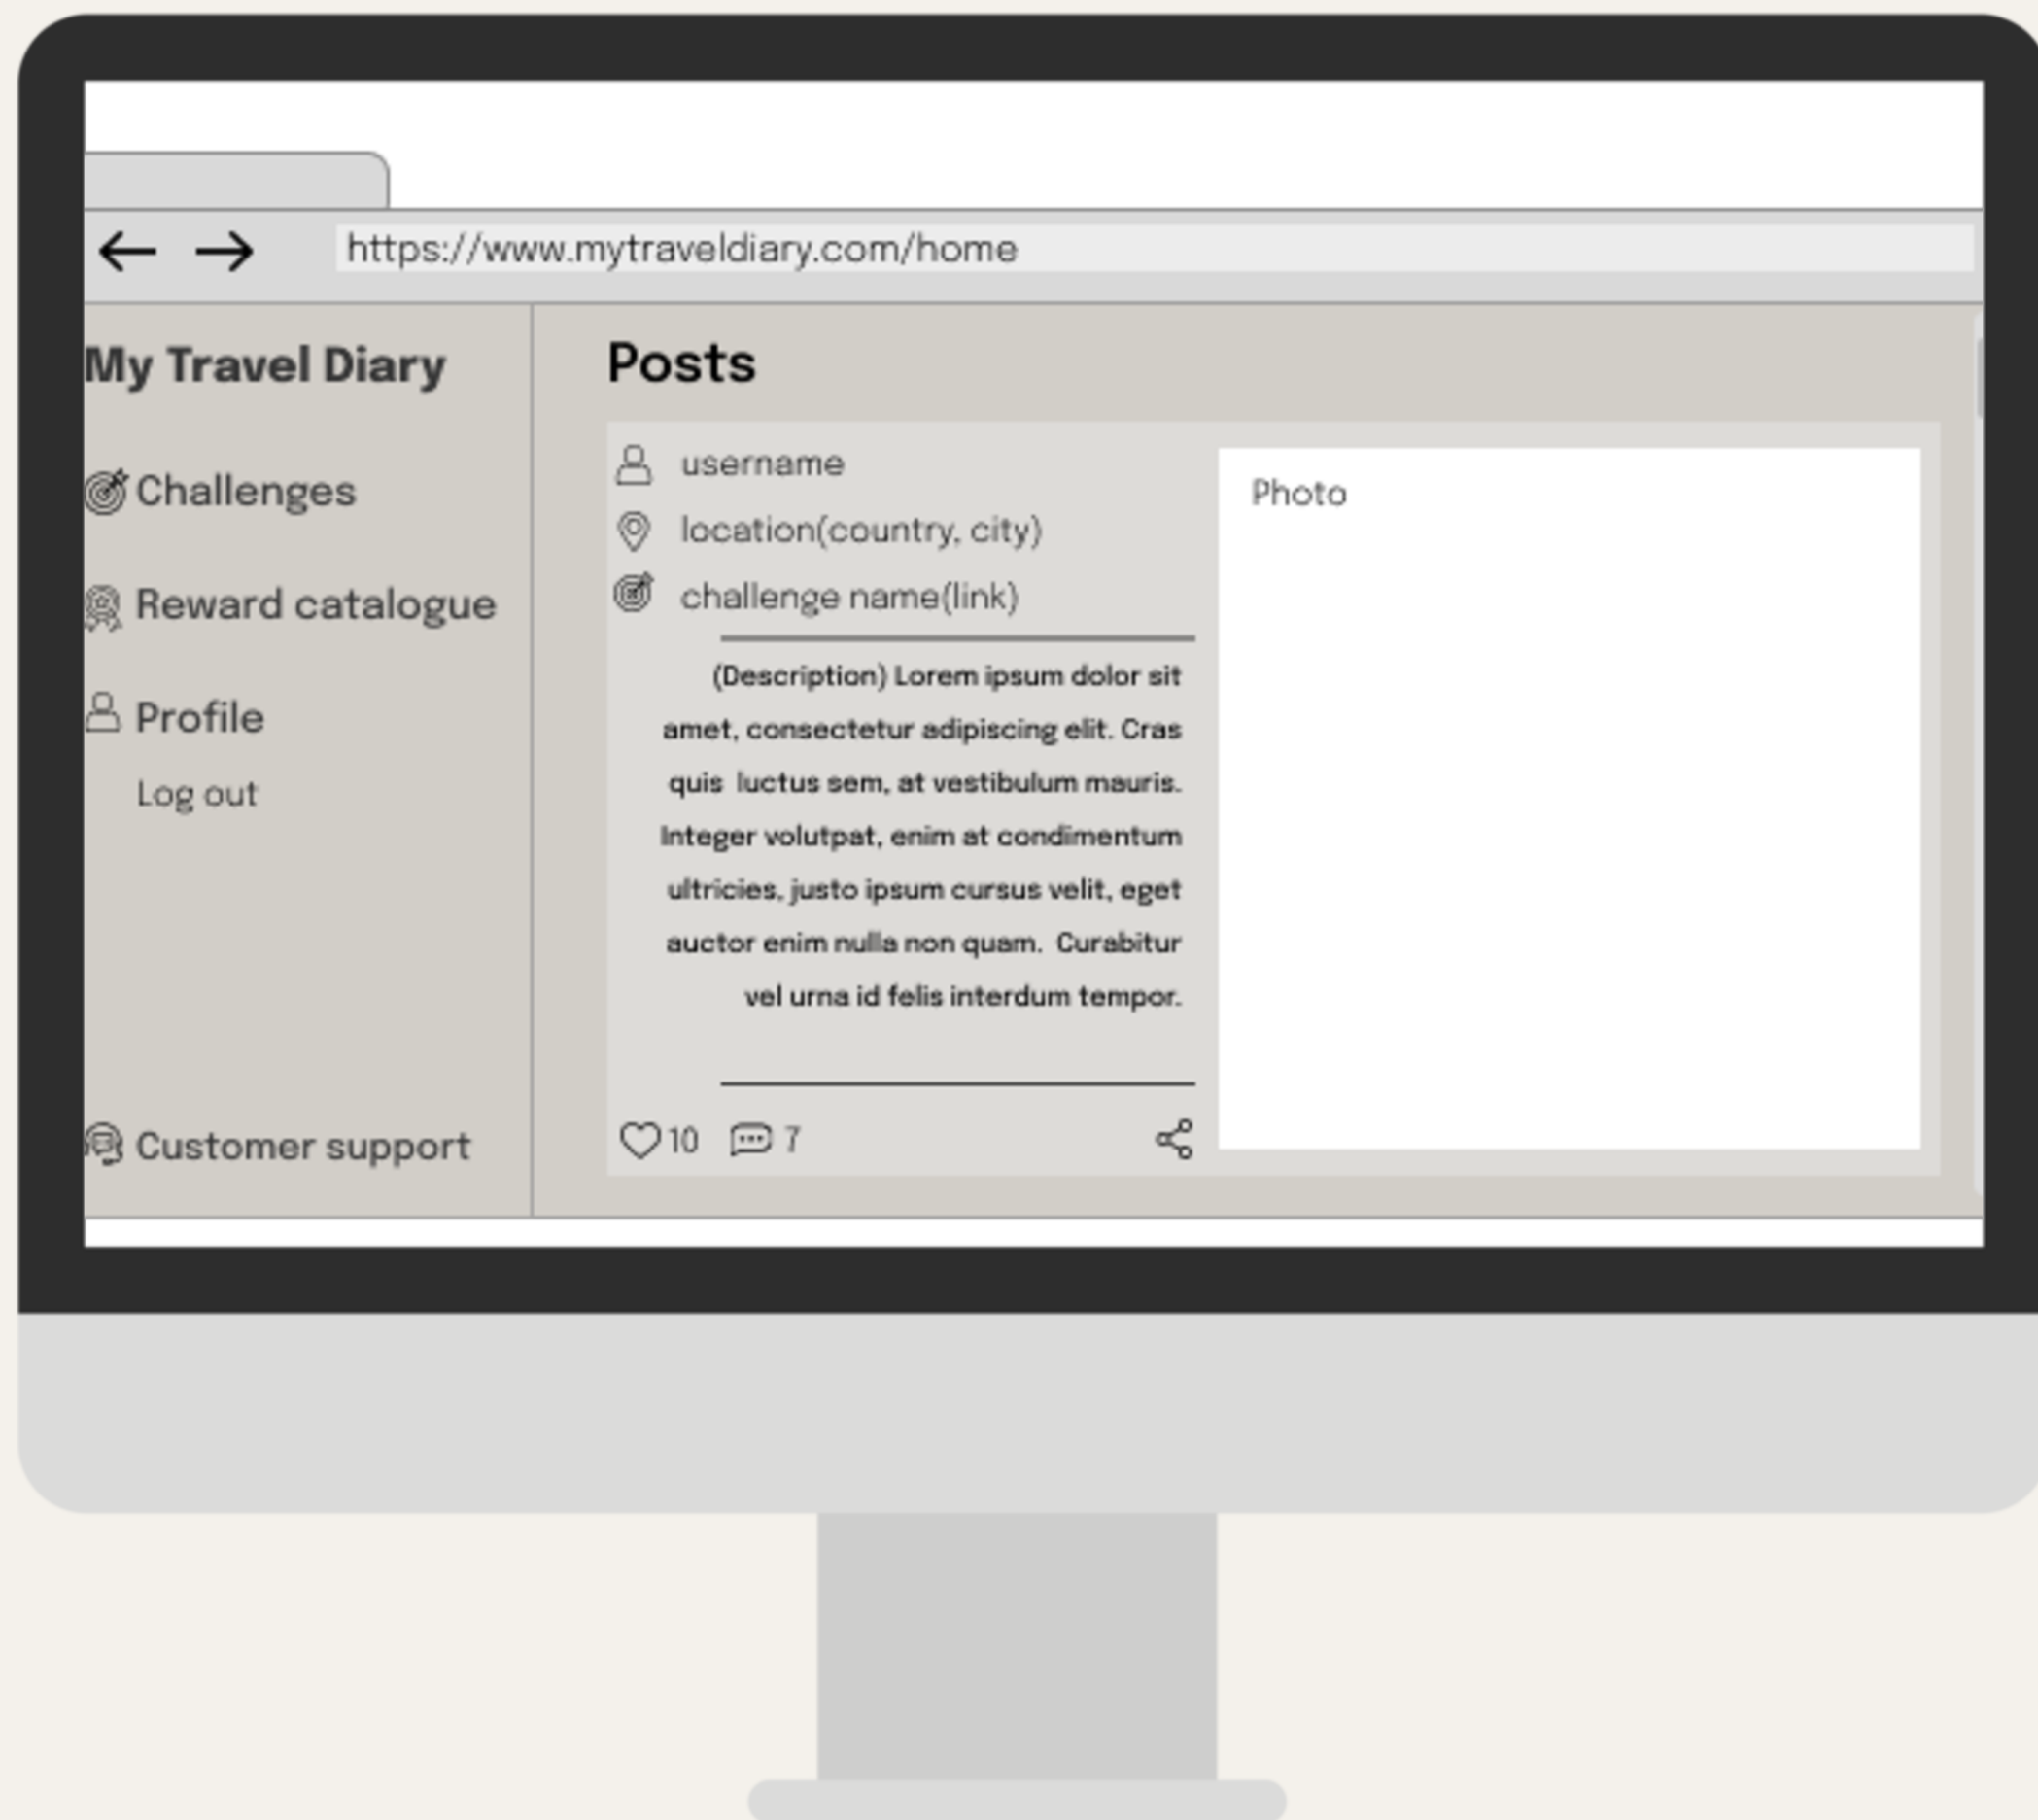 https://www.mytraveldiary.com/home
My Travel Diary
Challenges
Reward catalogue
Profile
Log out
Customer support
Posts
username
location(country, city)
challenge name(link)
(Description) Lorem ipsum dolor sit
amet, consectetur adipiscing elit. Cras
quis  luctus sem, at vestibulum mauris.
Integer volutpat, enim at condimentum
ultricies, justo ipsum cursus velit, eget
auctor enim nulla non quam.  Curabitur
vel urna id felis interdum tempor.
10 7
Photo